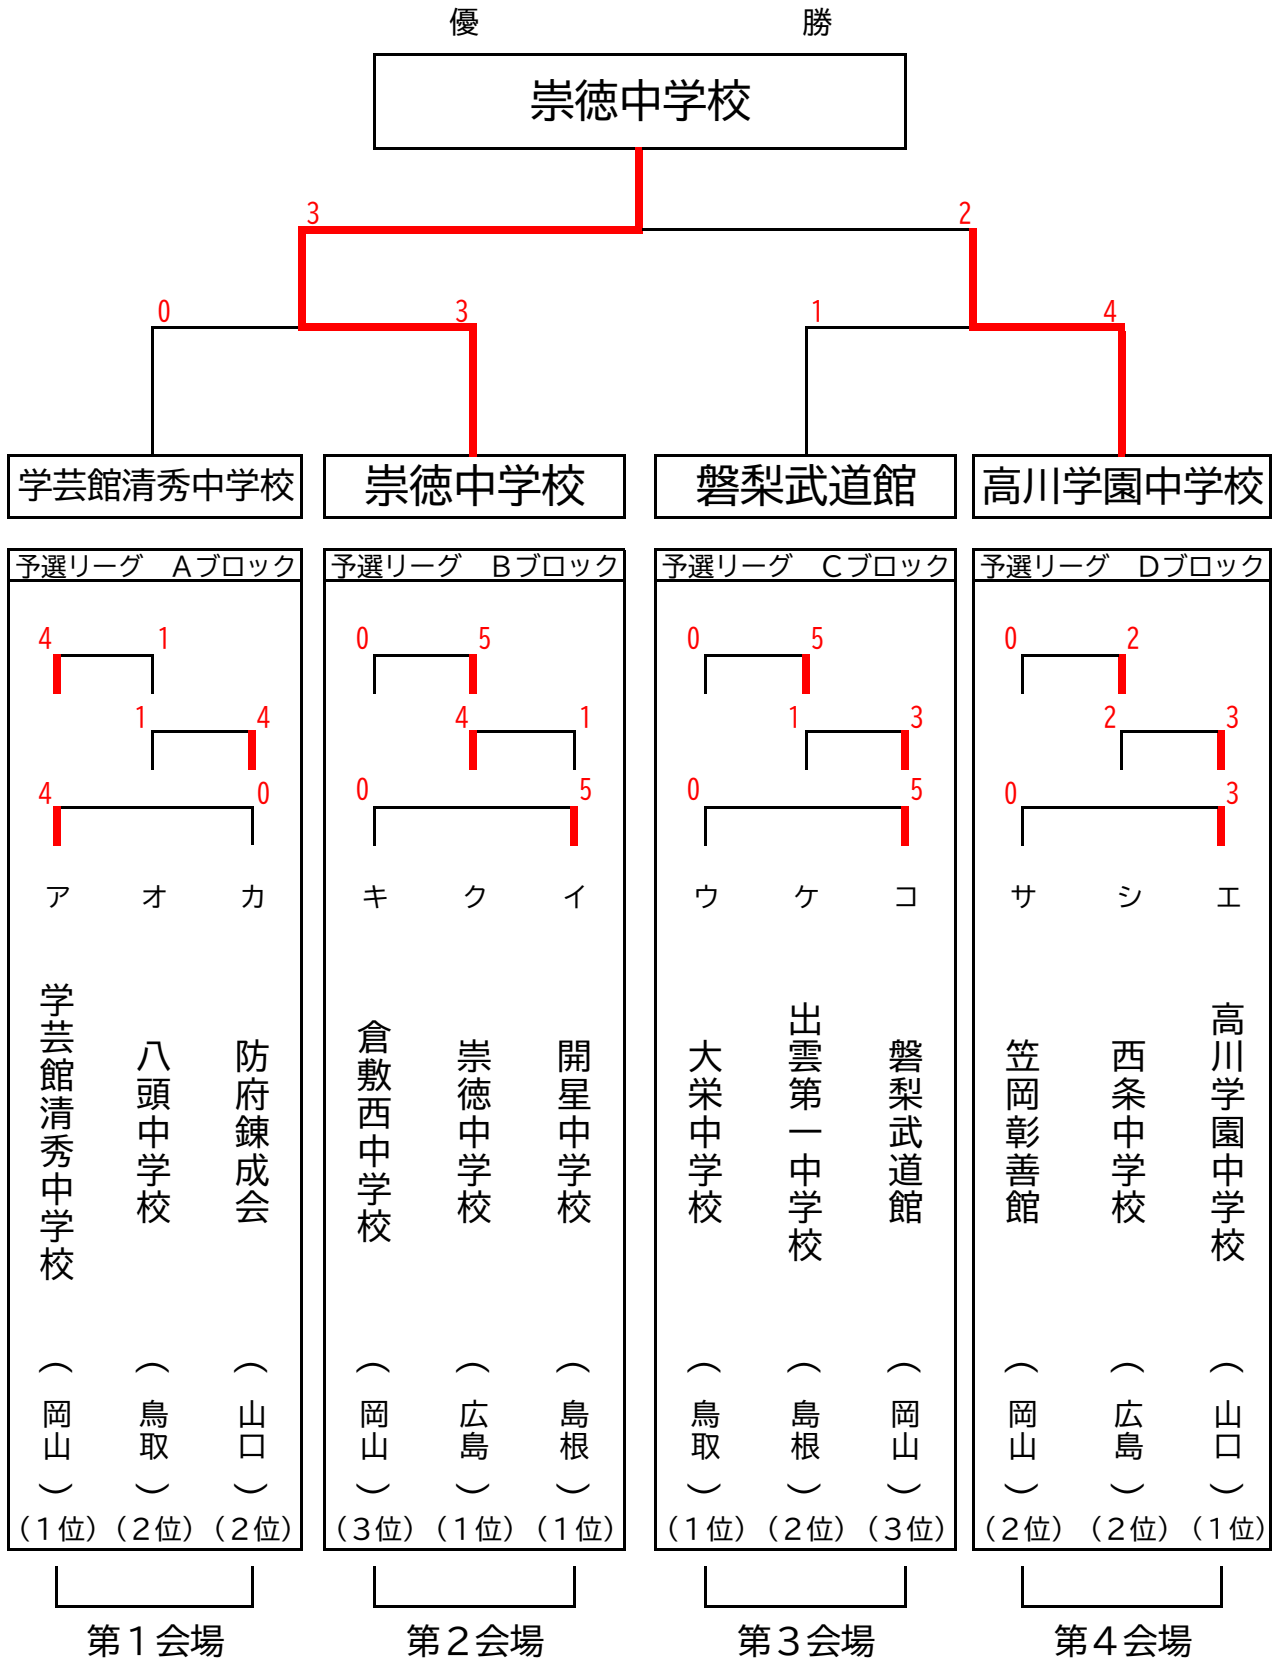 優　勝
崇徳中学校
3
2
0
3
1
4
学芸館清秀中学校
崇徳中学校
磐梨武道館
高川学園中学校
予選リーグ　Ａブロック
4
1
1
4
4
0
ア
オ
カ
学芸館清秀中学校
八頭中学校
防府錬成会
（岡山）
（鳥取）
（山口）
（１位）
（２位）
（２位）
第１会場
予選リーグ　Ｂブロック
0
5
4
1
0
5
キ
ク
イ
倉敷西中学校
崇徳中学校
開星中学校
（岡山）
（広島）
（島根）
（３位）
（１位）
（１位）
第２会場
予選リーグ　Ｃブロック
0
5
1
3
0
5
ウ
ケ
コ
大栄中学校
出雲第一中学校
磐梨武道館
（鳥取）
（島根）
（岡山）
（１位）
（２位）
（３位）
第３会場
予選リーグ　Ｄブロック
0
2
2
3
0
3
サ
シ
エ
笠岡彰善館
西条中学校
高川学園中学校
（岡山）
（広島）
（山口）
（２位）
（２位）
（１位）
第４会場